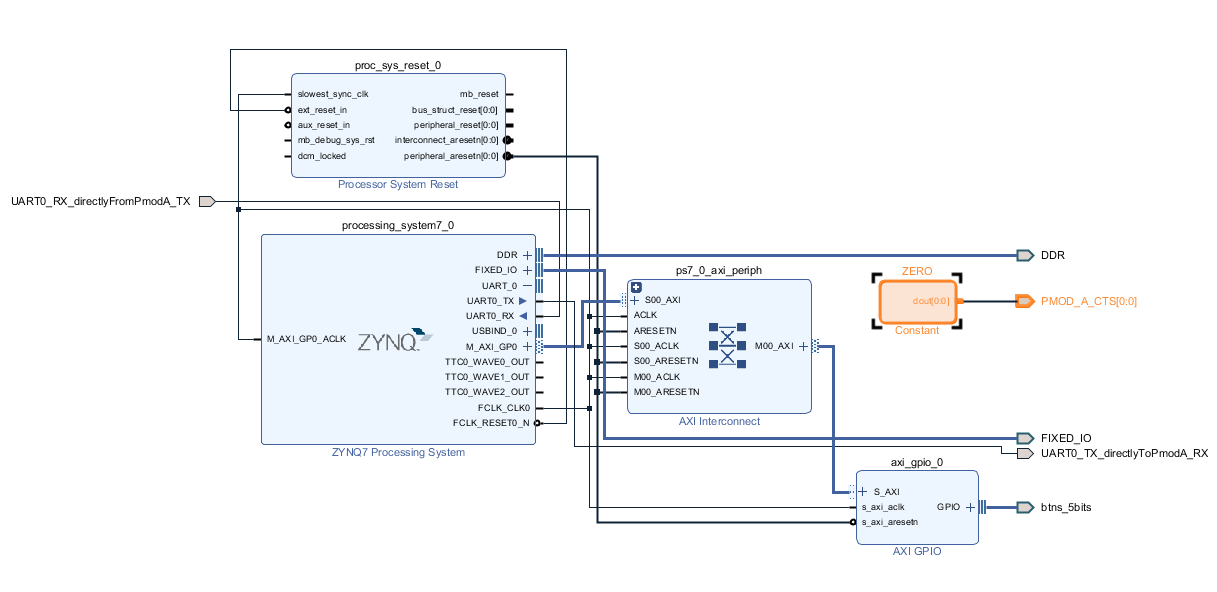 proc_sys_reset_0
slowest_sync_clk
ext_reset_in
aux_reset_in
mb_debug_sys_rst
dcm_locked
mb_reset
bus_struct_reset[0:0]
peripheral_reset[0:0]
interconnect_aresetn[0:0]
peripheral_aresetn[0:0]
Processor System Reset
UART0_RX_directlyFromPmodA_TX
processing_system7_0
M_AXI_GP0_ACLK
ZYNQ
DDR
FIXED_IO
UART_0
UART0_TX
UART0_RX
USBIND_0
M_AXI_GP0
TTC0_WAVE0_OUT
TTC0_WAVE1_OUT
TTC0_WAVE2_OUT
FCLK_CLK0
FCLK_RESET0_N
ZYNQ7 Processing System
ps7_0_axi_periph
S00_AXI
ACLK
ARESETN
S00_ACLK
S00_ARESETN
M00_ACLK
M00_ARESETN
M00_AXI
AXI Interconnect
ZERO
dout[0:0]
Constant
axi_gpio_0
S_AXI
s_axi_aclk
s_axi_aresetn
GPIO
AXI GPIO
DDR
PMOD_A_CTS[0:0]
FIXED_IO
UART0_TX_directlyToPmodA_RX
btns_5bits